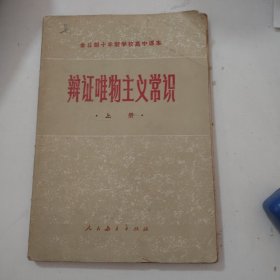 全日制十年制学校高中课本
辩证唯物主义常识
·上册·
人民教育出版社